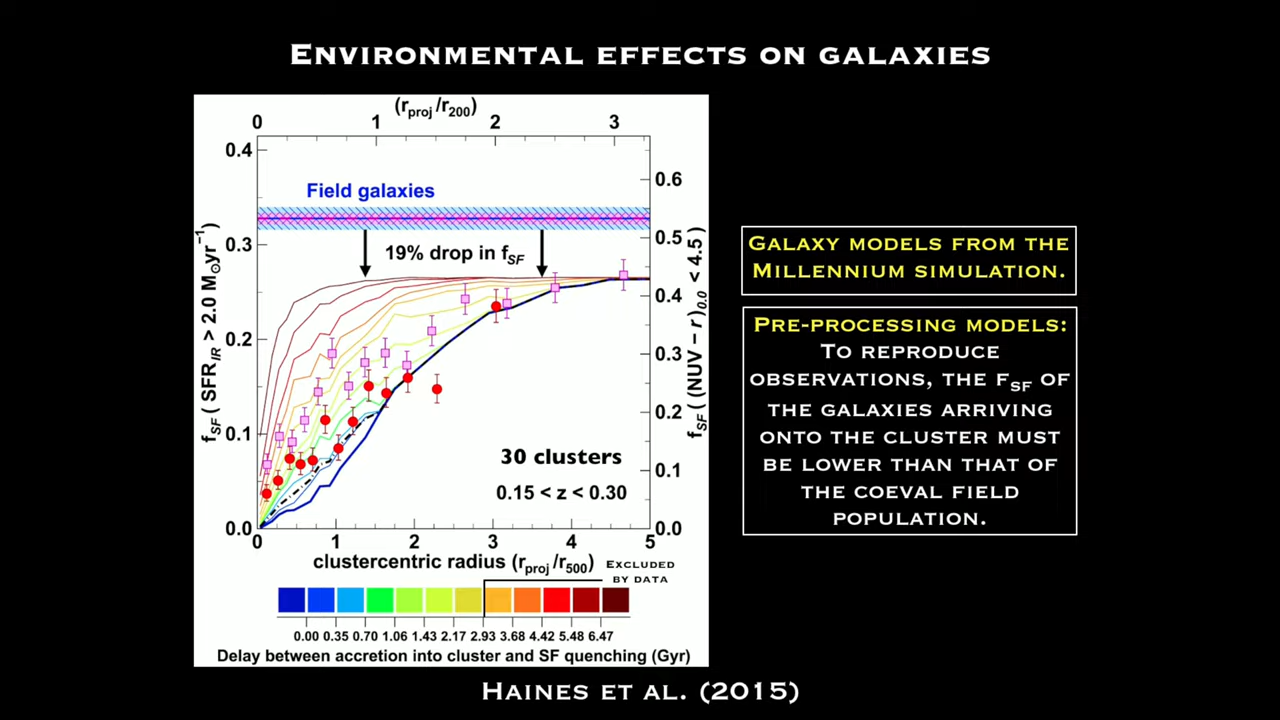 Environmental effects on galaxies
(rproj/r200)
0 1 2 3
0.4
0.3
0.2
0.1
0.0
fSF( SFRIR > 2.0 M⊙yr−1)
Field galaxies
19% drop in fSF
30 clusters
0.15 < z < 0.30
0.6
0.5
0.4
0.3
0.2
0.1
0.0
fSF( (NUV − r)0.0 < 4.5)
0 1 2 3 4 5
clustercentric radius (rproj/r500)
Excluded
by data
0.00 0.35 0.70 1.06 1.43 2.17 2.93 3.68 4.42 5.48 6.47
Delay between accretion into cluster and SF quenching (Gyr)
Galaxy models from the
Millennium simulation.
Pre-processing models:
To reproduce
observations, the fSF of
the galaxies arriving
onto the cluster must
be lower than that of
the coeval field
population.
Haines et al. (2015)